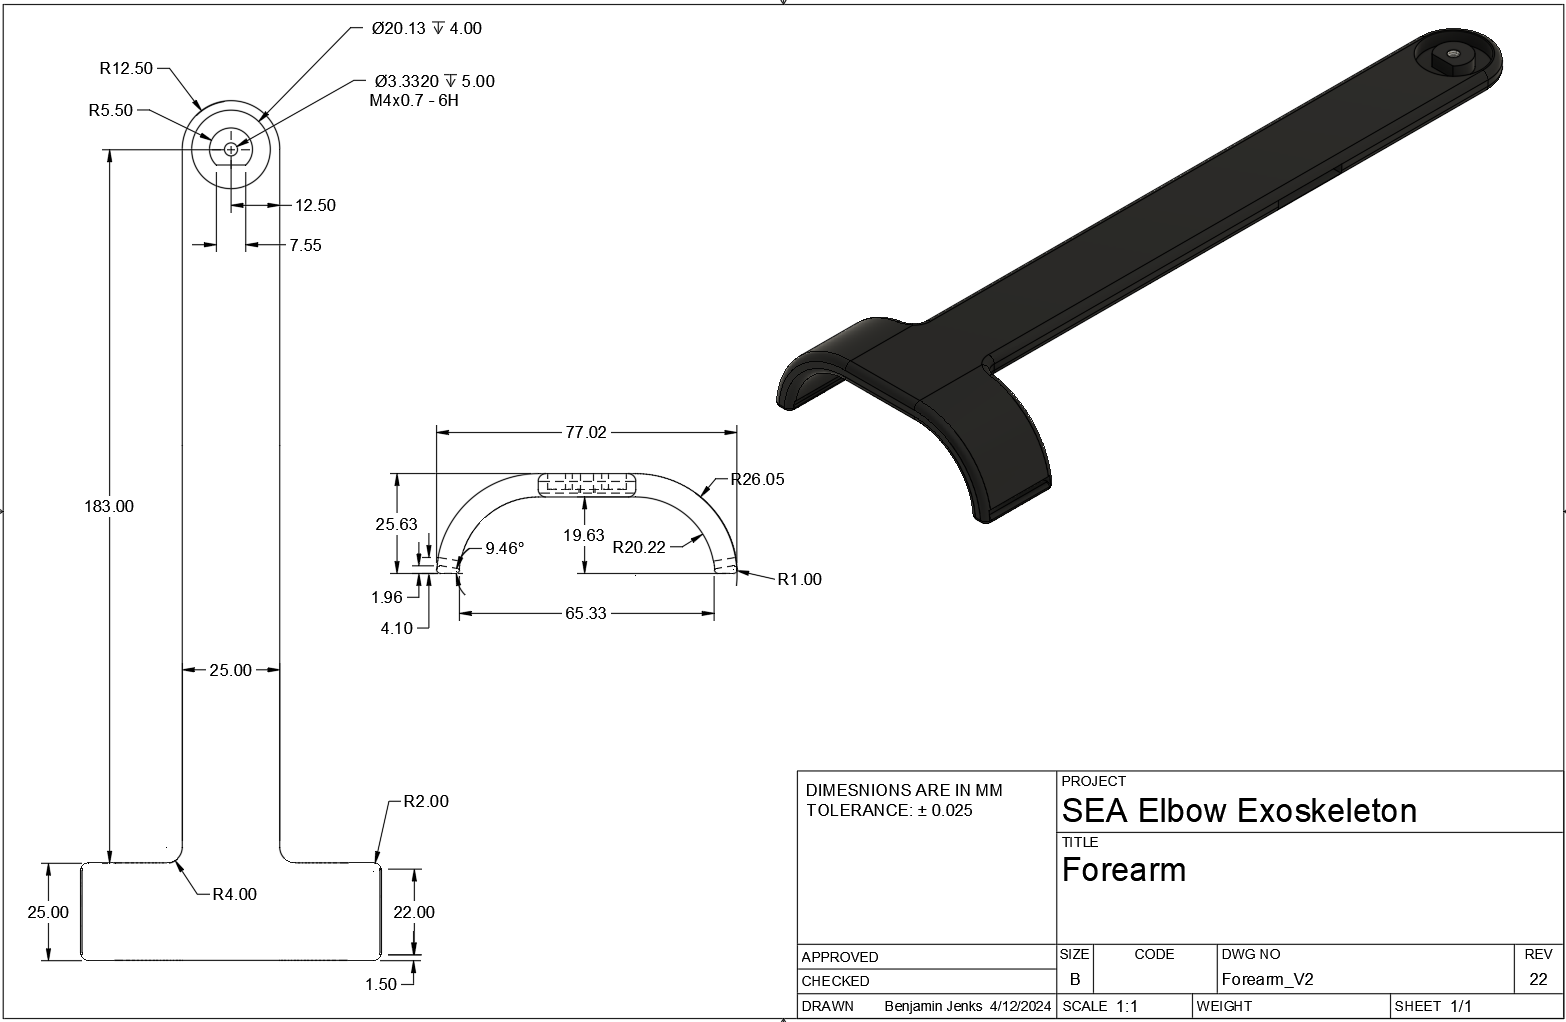 Ø20.13 ↧ 4.00
R12.50
Ø3.3320 ↧ 5.00
M4x0.7 - 6H
R5.50
12.50
7.55
183.00
25.00
R2.00
R4.00
25.00
22.00
1.50
77.02
R26.05
25.63
19.63
R20.22
9.46°
R1.00
1.96
65.33
4.10
DIMESNIONS ARE IN MM
TOLERANCE: ± 0.025
PROJECT
SEA Elbow Exoskeleton
TITLE
Forearm
APPROVED
CHECKED
DRAWN Benjamin Jenks 4/12/2024
SIZE CODE DWG NO REV
B Forearm_V2 22
SCALE 1:1 WEIGHT SHEET 1/1